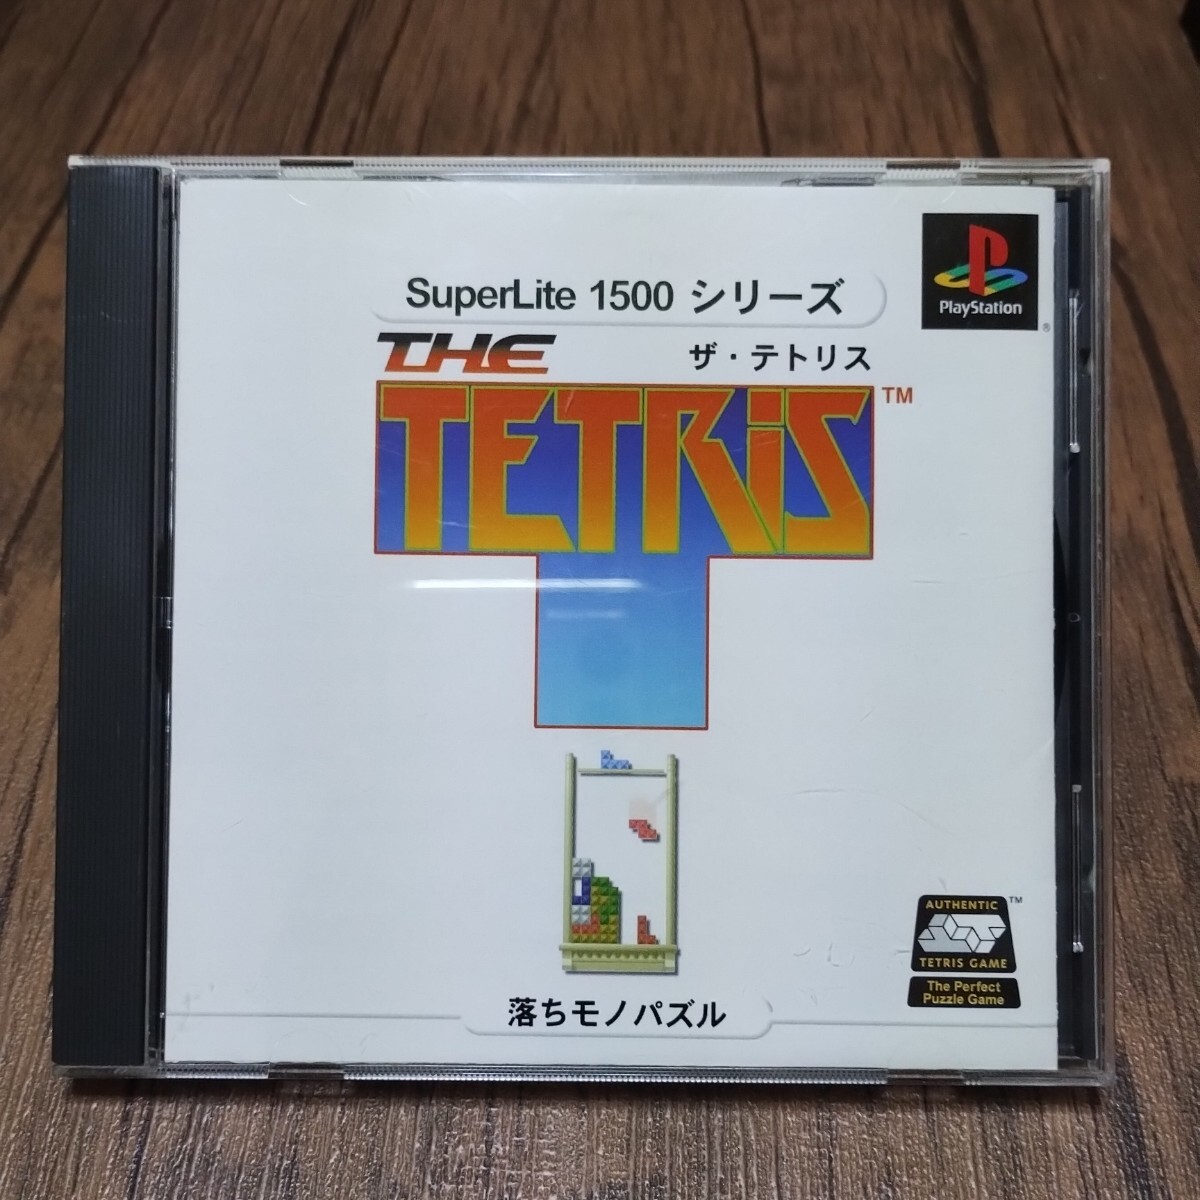 SuperLite 1500 シリーズ
PlayStation
®
THE
ザ・テトリス
TETRiS
TM
AUTHENTIC
TM
TETRIS GAME
The Perfect
Puzzle Game
落ちモノパズル